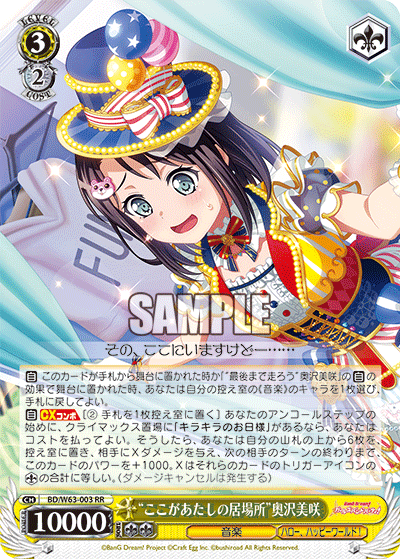 LEVEL
3
2
COST
FUN
SAMPLE
その、ここにいますけどー……
【自】 このカードが手札から舞台に置かれた時か「“最後まで走ろう”奥沢美咲」の【自】の
効果で舞台に置かれた時、あなたは自分の控え室の《音楽》のキャラを1枚選び、
手札に戻してよい。
【自】 CXコンボ ［② 手札を1枚控え室に置く］ あなたのアンコールステップの
始めに、クライマックス置場に「キラキラのお日様」があるなら、あなたは
コストを払ってよい。そうしたら、あなたは自分の山札の上から6枚を
控え室に置き、相手にXダメージを与え、次の相手のターンの終わりまで、
このカードのパワーを＋1000。Xはそれらのカードのトリガーアイコン
の🔆の合計に等しい。（ダメージキャンセルは発生する）
CH BD/W63-003 RR
10000
“ここがあたしの居場所”奥沢美咲
BanG Dream!
音楽
ハロー、ハッピーワールド！
©BanG Dream! Project ©Craft Egg Inc. ©bushiroad All Rights Reserved.